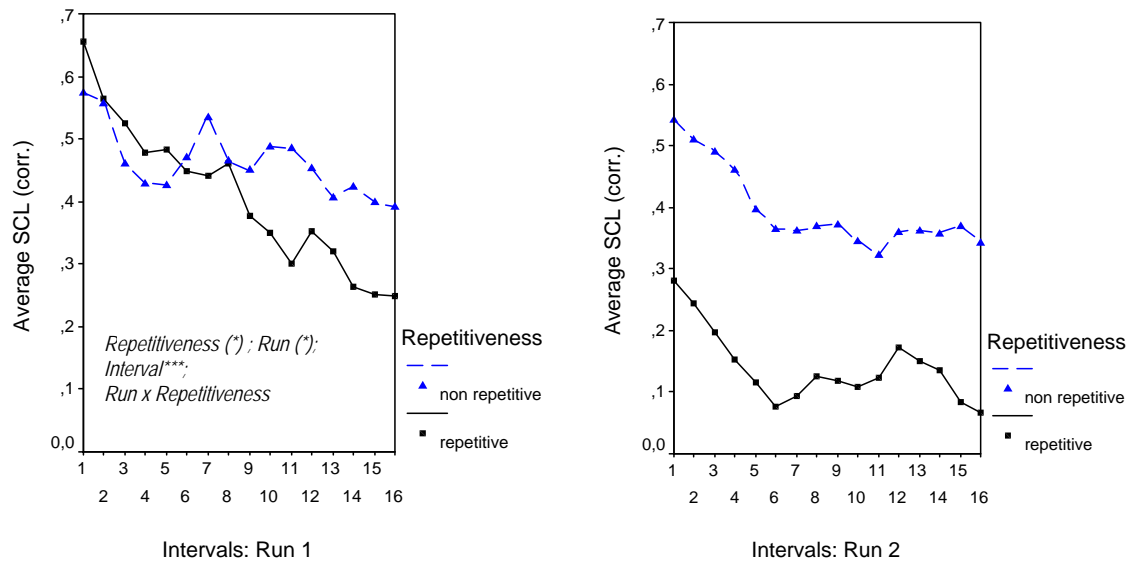 ,7
,6
,5
,4
,3
,2
,1
0,0
Average SCL (corr.)
Repetitiveness (*) ; Run (*);
Interval***;
Run x Repetitiveness
1 3 5 7 9 11 13 15
2 4 6 8 10 12 14 16
Intervals: Run 1
Repetitiveness
non repetitive
repetitive
,7
,6
,5
,4
,3
,2
,1
0,0
Average SCL (corr.)
1 3 5 7 9 11 13 15
2 4 6 8 10 12 14 16
Intervals: Run 2
Repetitiveness
non repetitive
repetitive